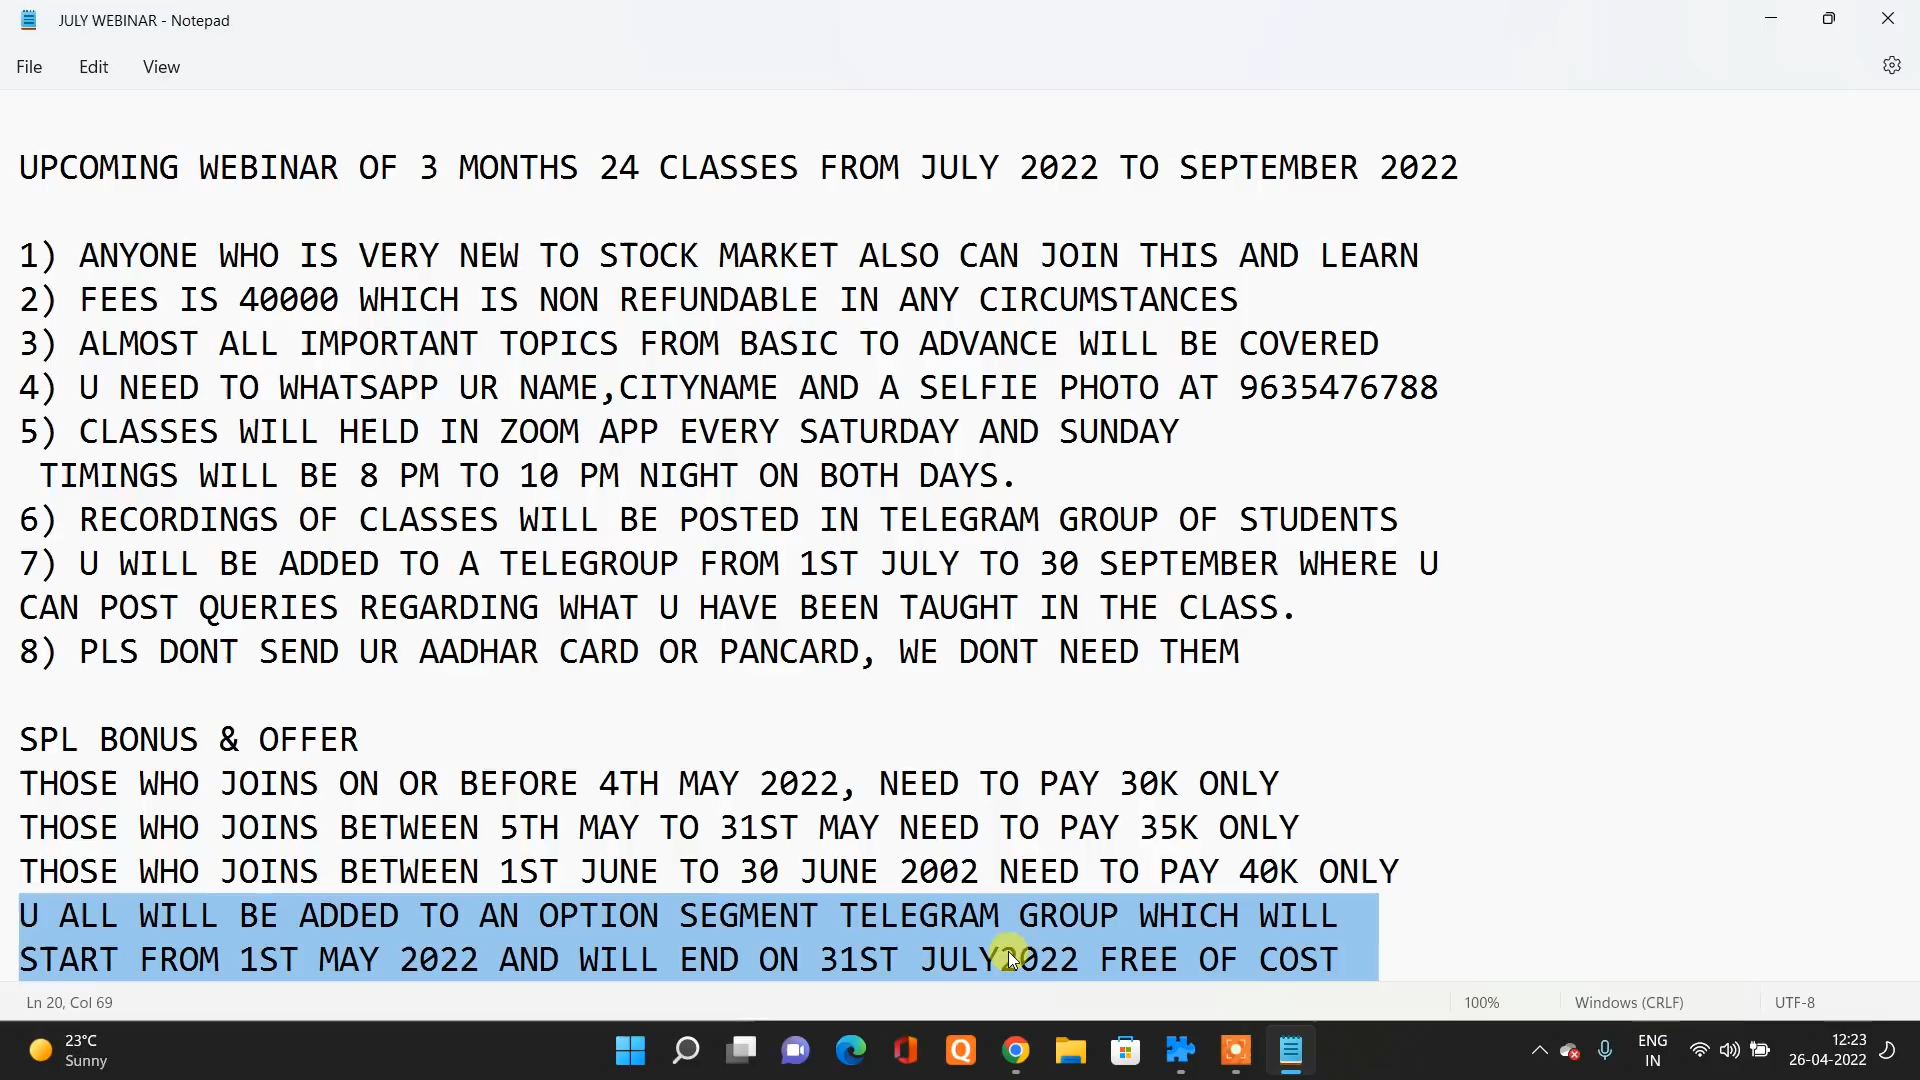 JULY WEBINAR - Notepad
File Edit View
UPCOMING WEBINAR OF 3 MONTHS 24 CLASSES FROM JULY 2022 TO SEPTEMBER 2022
1) ANYONE WHO IS VERY NEW TO STOCK MARKET ALSO CAN JOIN THIS AND LEARN
2) FEES IS 40000 WHICH IS NON REFUNDABLE IN ANY CIRCUMSTANCES
3) ALMOST ALL IMPORTANT TOPICS FROM BASIC TO ADVANCE WILL BE COVERED
4) U NEED TO WHATSAPP UR NAME,CITYNAME AND A SELFIE PHOTO AT 9635476788
5) CLASSES WILL HELD IN ZOOM APP EVERY SATURDAY AND SUNDAY
TIMINGS WILL BE 8 PM TO 10 PM NIGHT ON BOTH DAYS.
6) RECORDINGS OF CLASSES WILL BE POSTED IN TELEGRAM GROUP OF STUDENTS
7) U WILL BE ADDED TO A TELEGROUP FROM 1ST JULY TO 30 SEPTEMBER WHERE U
CAN POST QUERIES REGARDING WHAT U HAVE BEEN TAUGHT IN THE CLASS.
8) PLS DONT SEND UR AADHAR CARD OR PANCARD, WE DONT NEED THEM
SPL BONUS & OFFER
THOSE WHO JOINS ON OR BEFORE 4TH MAY 2022, NEED TO PAY 30K ONLY
THOSE WHO JOINS BETWEEN 5TH MAY TO 31ST MAY NEED TO PAY 35K ONLY
THOSE WHO JOINS BETWEEN 1ST JUNE TO 30 JUNE 2002 NEED TO PAY 40K ONLY
U ALL WILL BE ADDED TO AN OPTION SEGMENT TELEGRAM GROUP WHICH WILL
START FROM 1ST MAY 2022 AND WILL END ON 31ST JULY2022 FREE OF COST
Ln 20, Col 69 100% Windows (CRLF) UTF-8
23°C
Sunny
Q
ENG
IN
12:23
26-04-2022